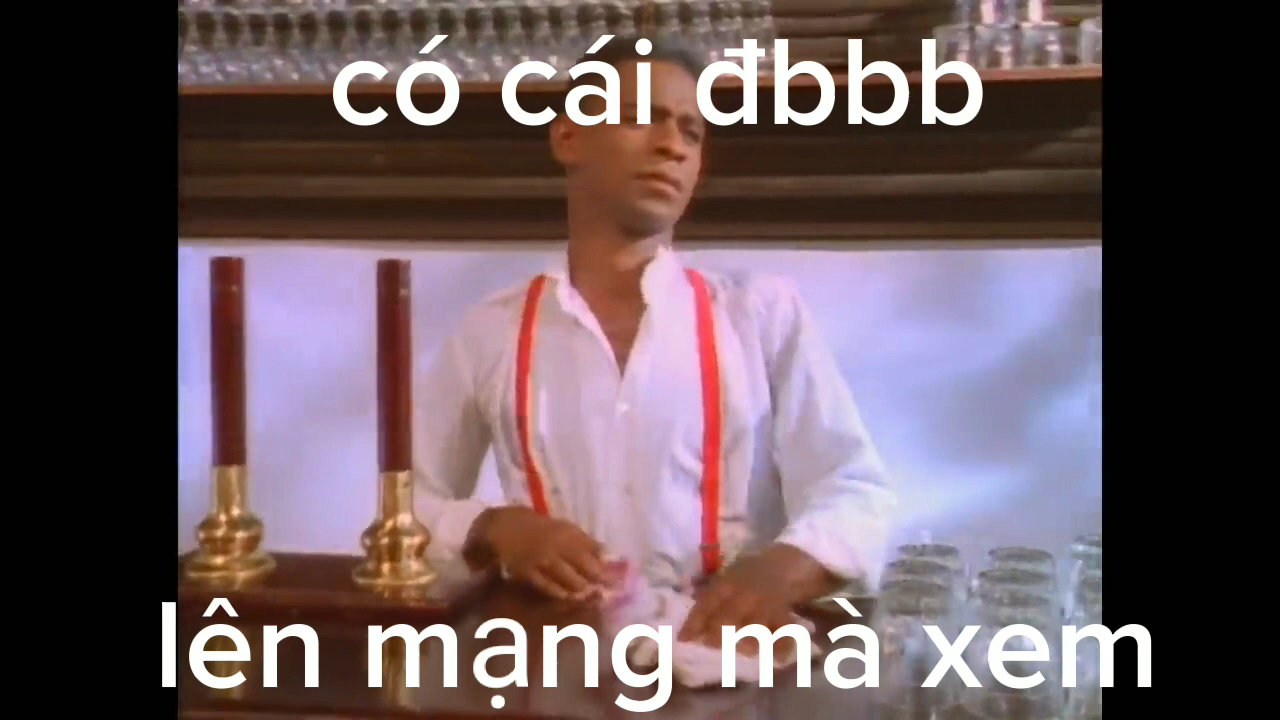 có cái đbbb
lên mạng mà xem